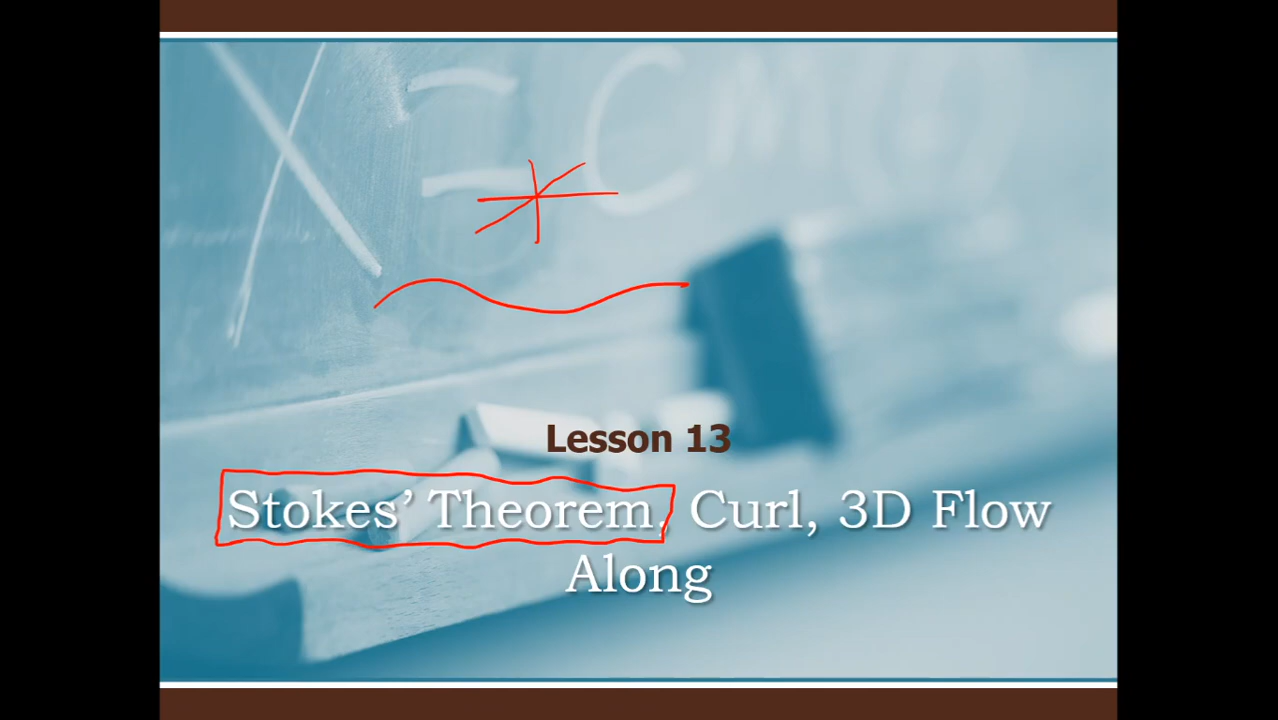 Lesson 13
Stokes’ Theorem, Curl, 3D Flow
Along